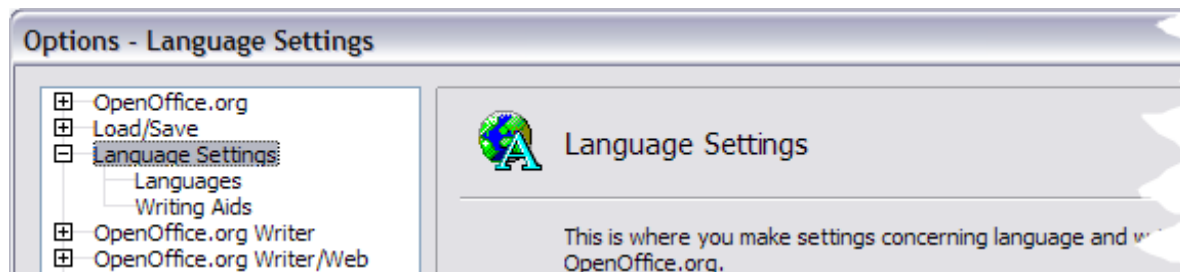 Options - Language Settings
OpenOffice.org
Load/Save
Language Settings
Languages
Writing Aids
OpenOffice.org Writer
OpenOffice.org Writer/Web
Language Settings
This is where you make settings concerning language and
OpenOffice.org.